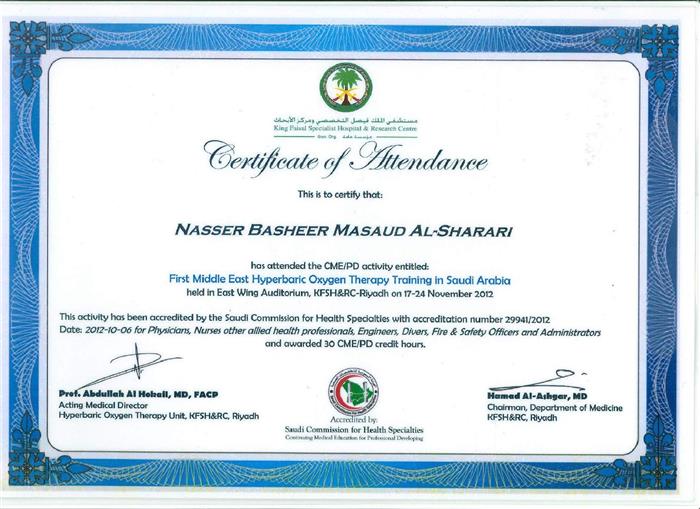 مستشفى الملك فيصل التخصصي ومركز الأبحاث
King Faisal Specialist Hospital & Research Centre
Gen. Org. مؤسسة عامة
Certificate of Attendance
This is to certify that:
NASSER BASHEER MASAUD AL-SHARARI
has attended the CME/PD activity entitled:
First Middle East Hyperbaric Oxygen Therapy Training in Saudi Arabia
held in East Wing Auditorium, KFSH&RC-Riyadh on 17-24 November 2012
This activity has been accredited by the Saudi Commission for Health Specialties with accreditation number 29941/2012
Date: 2012-10-06 for Physicians, Nurses other allied health professionals, Engineers, Divers, Fire & Safety Officers and Administrators
and awarded 30 CME/PD credit hours.
Prof. Abdullah Al Hokail, MD, FACP
Acting Medical Director
Hyperbaric Oxygen Therapy Unit, KFSH&RC, Riyadh
Accredited by:
Saudi Commission for Health Specialties
Continuing Medical Education for Professional Developing
Hamad Al-Ashgar, MD
Chairman, Department of Medicine
KFSH&RC, Riyadh